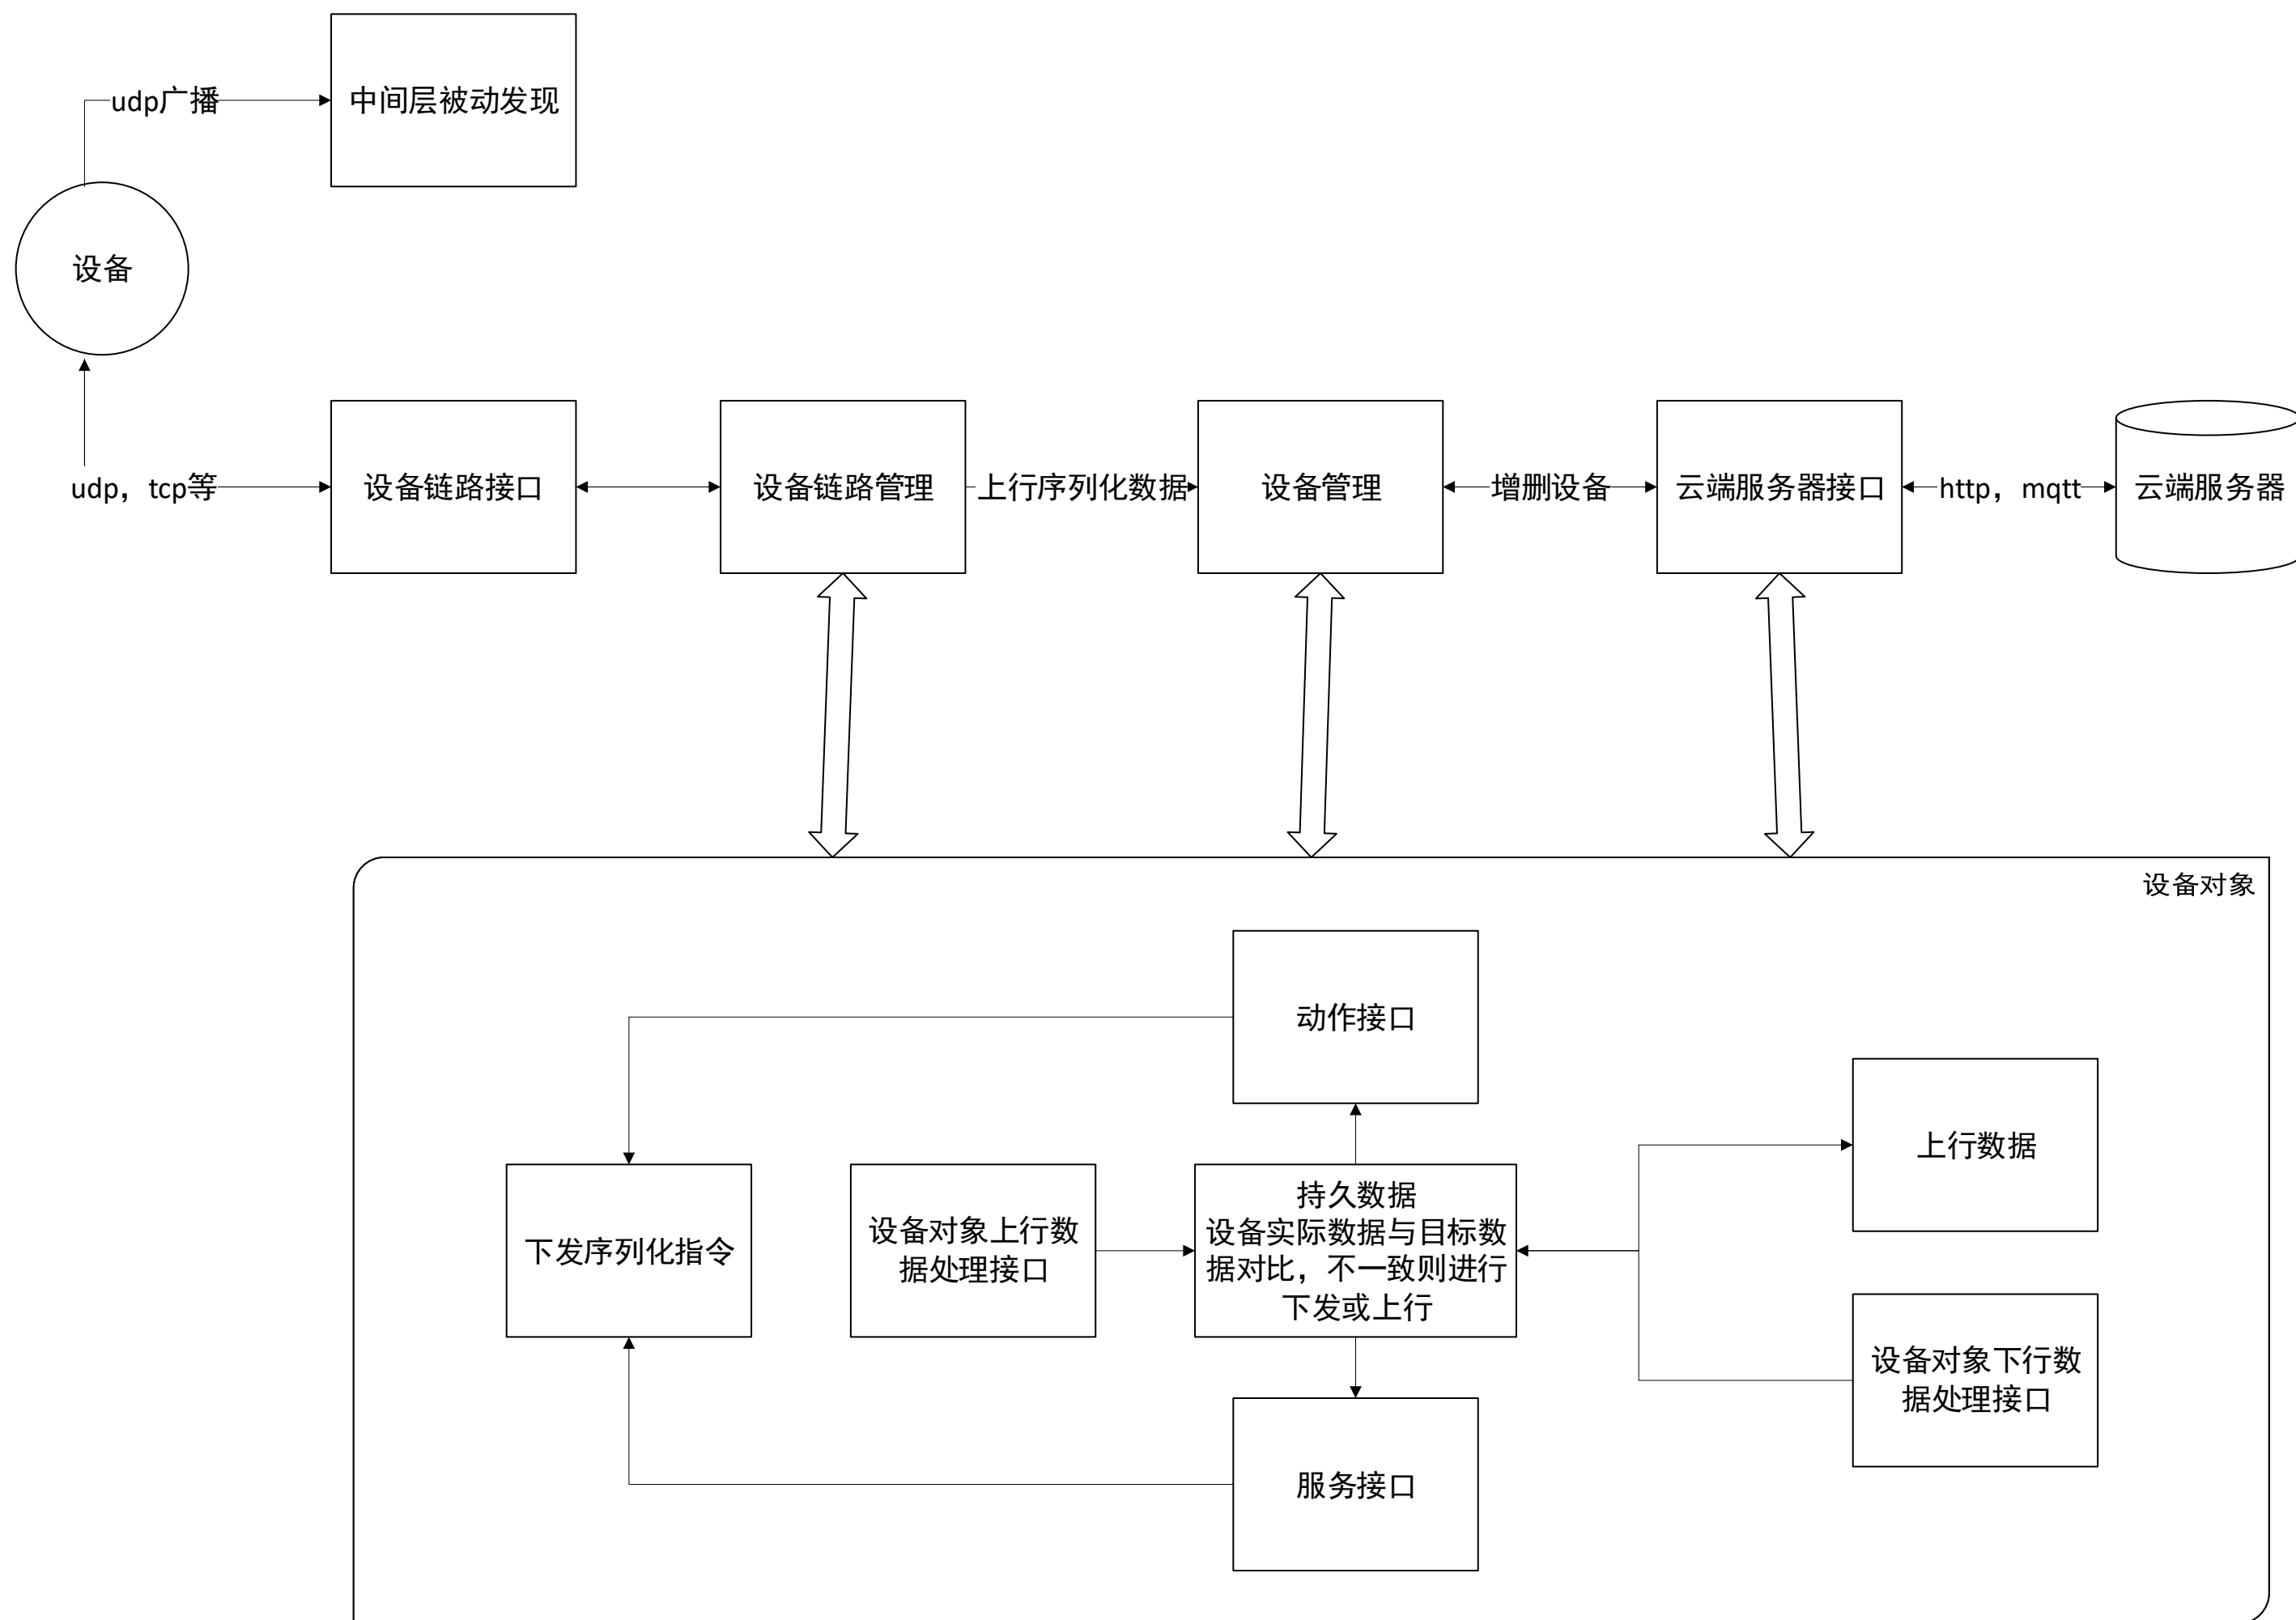 udp广播
中间层被动发现
设备
udp，tcp等
设备链路接口
设备链路管理
上行序列化数据
设备管理
增删设备
云端服务器接口
http，mqtt
云端服务器
设备对象
动作接口
上行数据
下发序列化指令
设备对象上行数
据处理接口
持久数据
设备实际数据与目标数
据对比，不一致则进行
下发或上行
设备对象下行数
据处理接口
服务接口